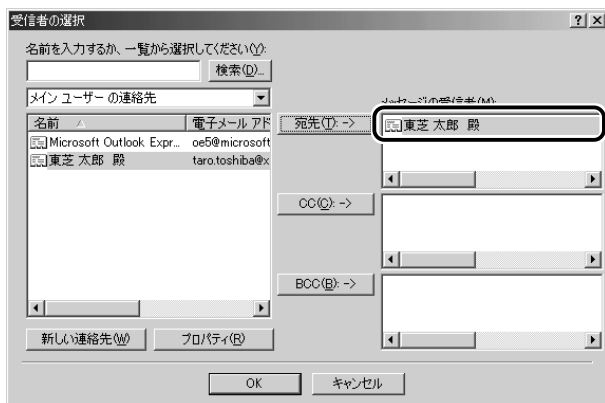 受信者の選択
名前を入力するか、一覧から選択してください(Y):
検索(D)...
メイン ユーザー の連絡先
メッセージの受信者(M):
名前 電子メール アド
Microsoft Outlook Expr... oe5@microsoft
東芝 太郎 殿 taro.toshiba@x
宛先(T): ->
東芝 太郎 殿
CC(C): ->
BCC(B): ->
新しい連絡先(W)
プロパティ(R)
OK
キャンセル